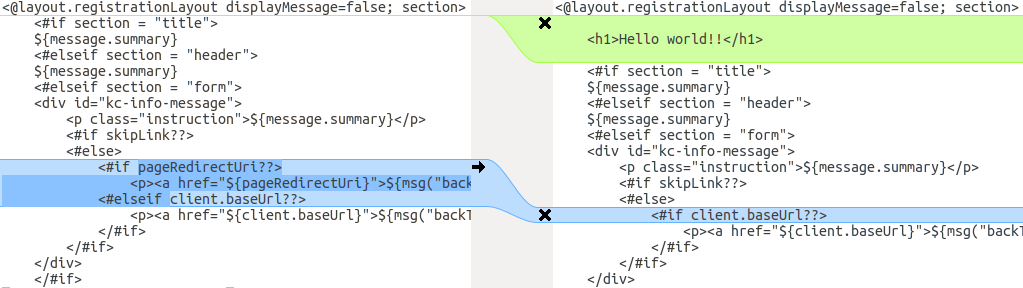 <@layout.registrationLayout displayMessage=false; section>
<#if section = "title">
${message.summary}
<#elseif section = "header">
${message.summary}
<#elseif section = "form">
<div id="kc-info-message">
<p class="instruction">${message.summary}</p>
<#if skipLink??>
<#else>
<#if pageRedirectUri??>
<p><a href="${pageRedirectUri}">${msg("back
<#elseif client.baseUrl??>
<p><a href="${client.baseUrl}">${msg("backT
</#if>
</#if>
</div>
</#if>
<@layout.registrationLayout displayMessage=false; section>
<h1>Hello world!!</h1>
<#if section = "title">
${message.summary}
<#elseif section = "header">
${message.summary}
<#elseif section = "form">
<div id="kc-info-message">
<p class="instruction">${message.summary}</p>
<#if skipLink??>
<#else>
<#if client.baseUrl??>
<p><a href="${client.baseUrl}">${msg("backT
</#if>
</#if>
</div>